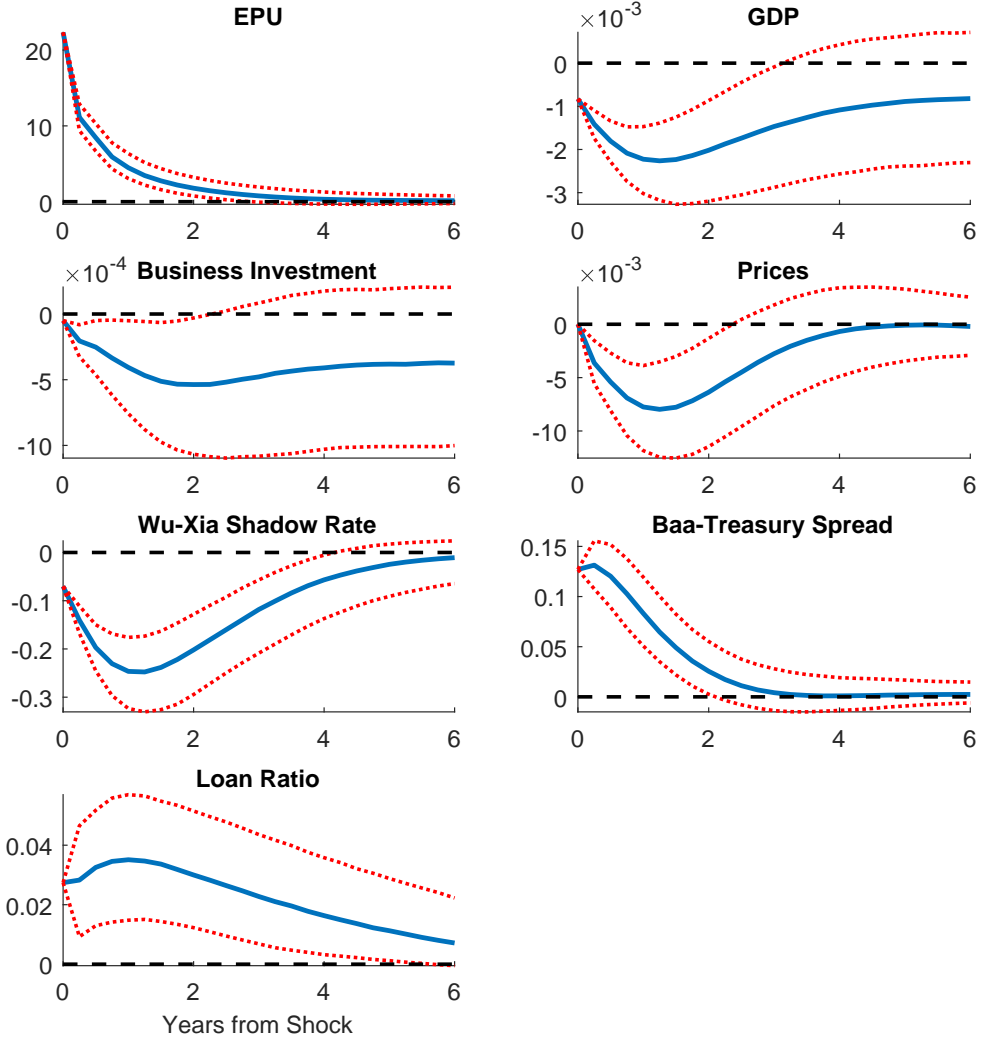 EPU
20
10
0
0 2 4 6
GDP
×10-3
0
-1
-2
-3
0 2 4 6
Business Investment
×10-4
0
-5
-10
0 2 4 6
Prices
×10-3
0
-5
-10
0 2 4 6
Wu-Xia Shadow Rate
0
-0.1
-0.2
-0.3
0 2 4 6
Baa-Treasury Spread
0.15
0.1
0.05
0
0 2 4 6
Loan Ratio
0.04
0.02
0
0 2 4 6
Years from Shock